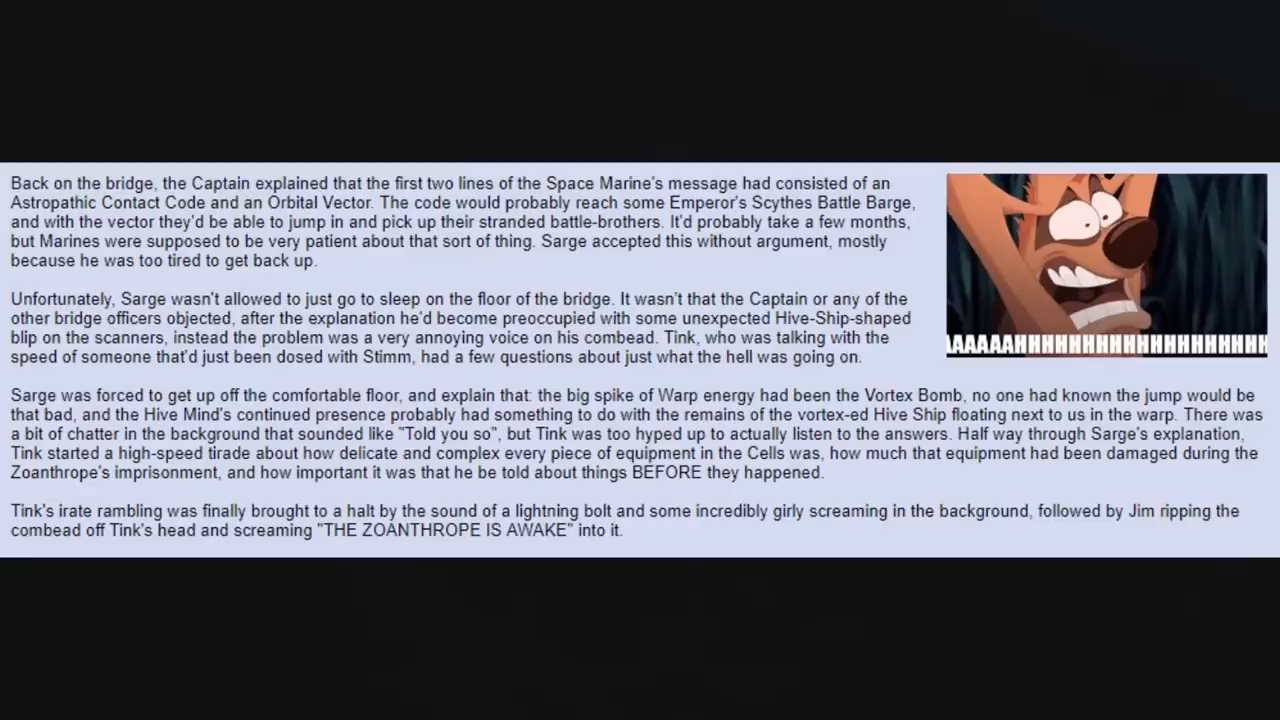 Back on the bridge, the Captain explained that the first two lines of the Space Marine's message had consisted of an
Astropathic Contact Code and an Orbital Vector. The code would probably reach some Emperor's Scythes Battle Barge,
and with the vector they'd be able to jump in and pick up their stranded battle-brothers. It'd probably take a few months,
but Marines were supposed to be very patient about that sort of thing. Sarge accepted this without argument, mostly
because he was too tired to get back up.
Unfortunately, Sarge wasn't allowed to just go to sleep on the floor of the bridge. It wasn't that the Captain or any of the
other bridge officers objected, after the explanation he'd become preoccupied with some unexpected Hive-Ship-shaped
blip on the scanners, instead the problem was a very annoying voice on his combead. Tink, who was talking with the
speed of someone that'd just been dosed with Stimm, had a few questions about just what the hell was going on.
AAAAAAHHHHHHHHHHHHHHHHHHH
Sarge was forced to get up off the comfortable floor, and explain that: the big spike of Warp energy had been the Vortex Bomb, no one had known the jump would be
that bad, and the Hive Mind's continued presence probably had something to do with the remains of the vortex-ed Hive Ship floating next to us in the warp. There was
a bit of chatter in the background that sounded like "Told you so", but Tink was too hyped up to actually listen to the answers. Half way through Sarge's explanation,
Tink started a high-speed tirade about how delicate and complex every piece of equipment in the Cells was, how much that equipment had been damaged during the
Zoanthrope's imprisonment, and how important it was that he be told about things BEFORE they happened.
Tink's irate rambling was finally brought to a halt by the sound of a lightning bolt and some incredibly girly screaming in the background, followed by Jim ripping the
combead off Tink's head and screaming "THE ZOANTHROPE IS AWAKE" into it.